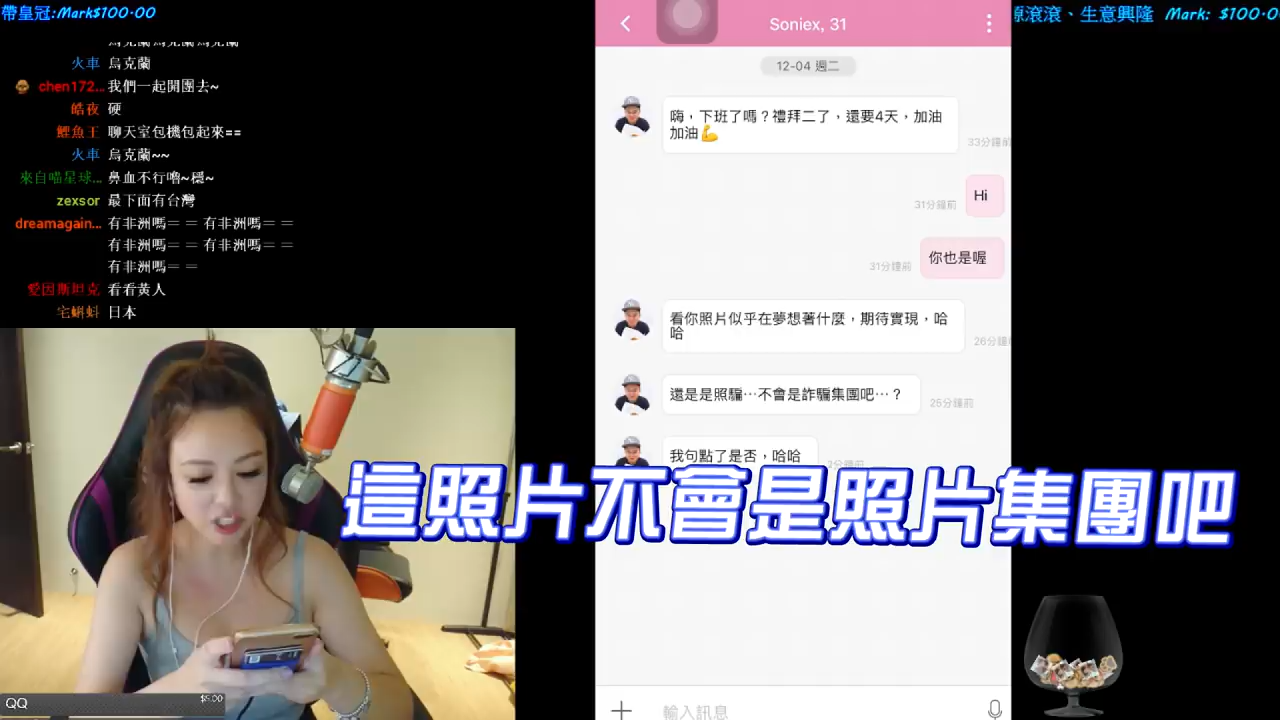 帶皇冠:Mark$100.00
火車 烏克蘭
chen172... 我們一起開團去~
皓夜 硬
鯉魚王 聊天室包機包起來==
火車 烏克蘭~~
來自喵星球... 鼻血不行嚕~穩~
zexsor 最下面有台灣
dreamagain... 有非洲嗎＝＝ 有非洲嗎＝＝
有非洲嗎＝＝ 有非洲嗎＝＝
有非洲嗎＝＝
愛因斯坦克 看看黃人
宅蝌蚪 日本
QQ
$5.00
Soniex, 31
12-04 週二
嗨，下班了嗎？禮拜二了，還要4天，加油
加油💪
33分鐘前
Hi
31分鐘前
你也是喔
31分鐘前
看你照片似乎在夢想著什麼，期待實現，哈
哈
26分鐘
還是是照騙⋯不會是詐騙集團吧⋯？
25分鐘前
我句點了是否，哈哈
這照片不會是照片集團吧
輸入訊息
滾滾、生意興隆 Mark: $100.0